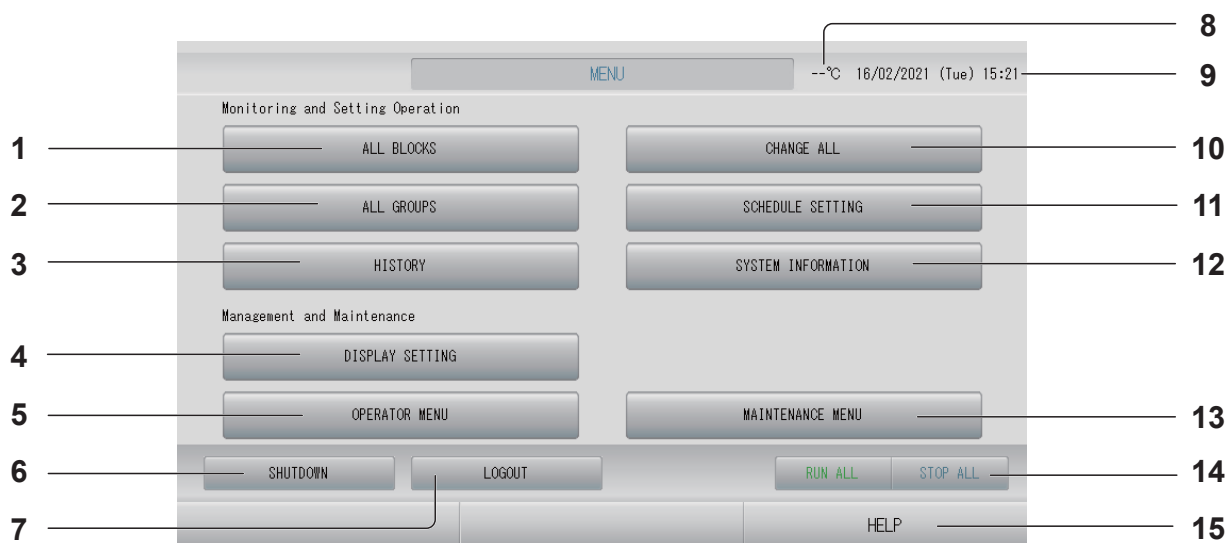 8
MENU --℃ 16/02/2021 (Tue) 15:21 9
Monitoring and Setting Operation
1 ALL BLOCKS CHANGE ALL 10
2 ALL GROUPS SCHEDULE SETTING 11
3 HISTORY SYSTEM INFORMATION 12
Management and Maintenance
4 DISPLAY SETTING
5 OPERATOR MENU MAINTENANCE MENU 13
6 SHUTDOWN LOGOUT RUN ALL STOP ALL 14
7 HELP 15